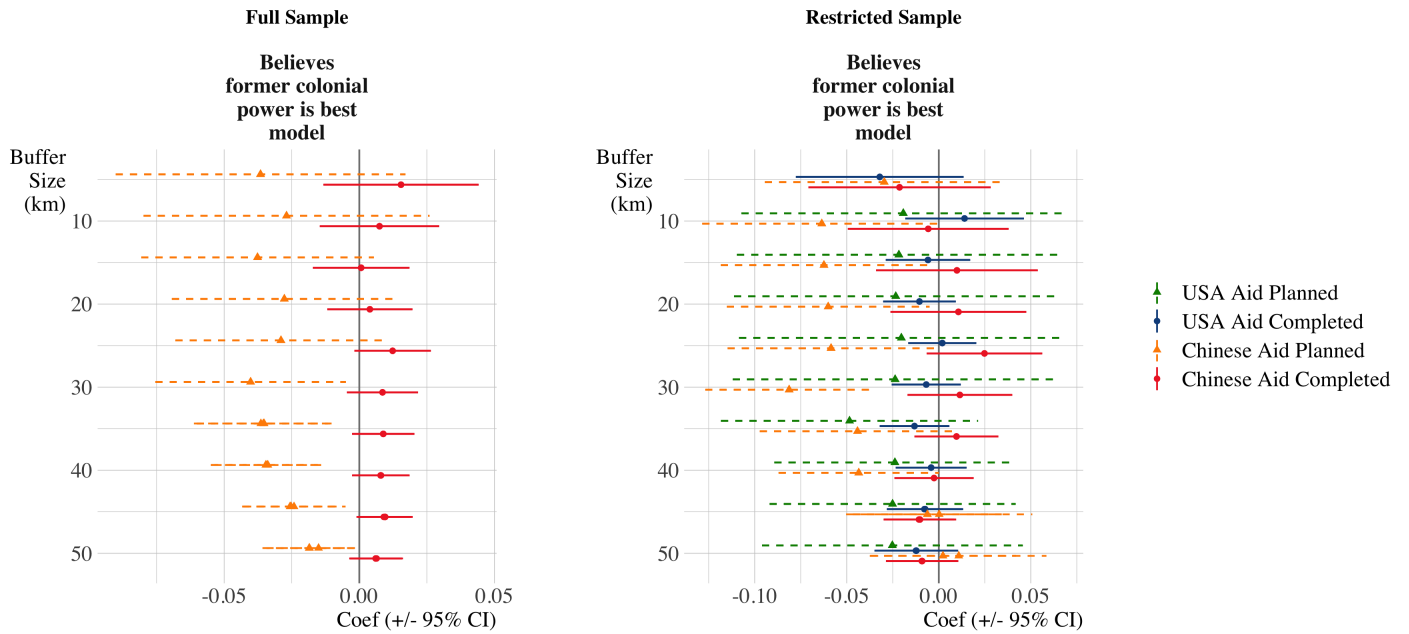 Full Sample
Believes
former colonial
power is best
model
Buffer
Size
(km)
10
20
30
40
50
-0.05
0.00
0.05
Coef (+/- 95% CI)
Restricted Sample
Believes
former colonial
power is best
model
Buffer
Size
(km)
10
20
30
40
50
-0.10
-0.05
0.00
0.05
Coef (+/- 95% CI)
USA Aid Planned
USA Aid Completed
Chinese Aid Planned
Chinese Aid Completed